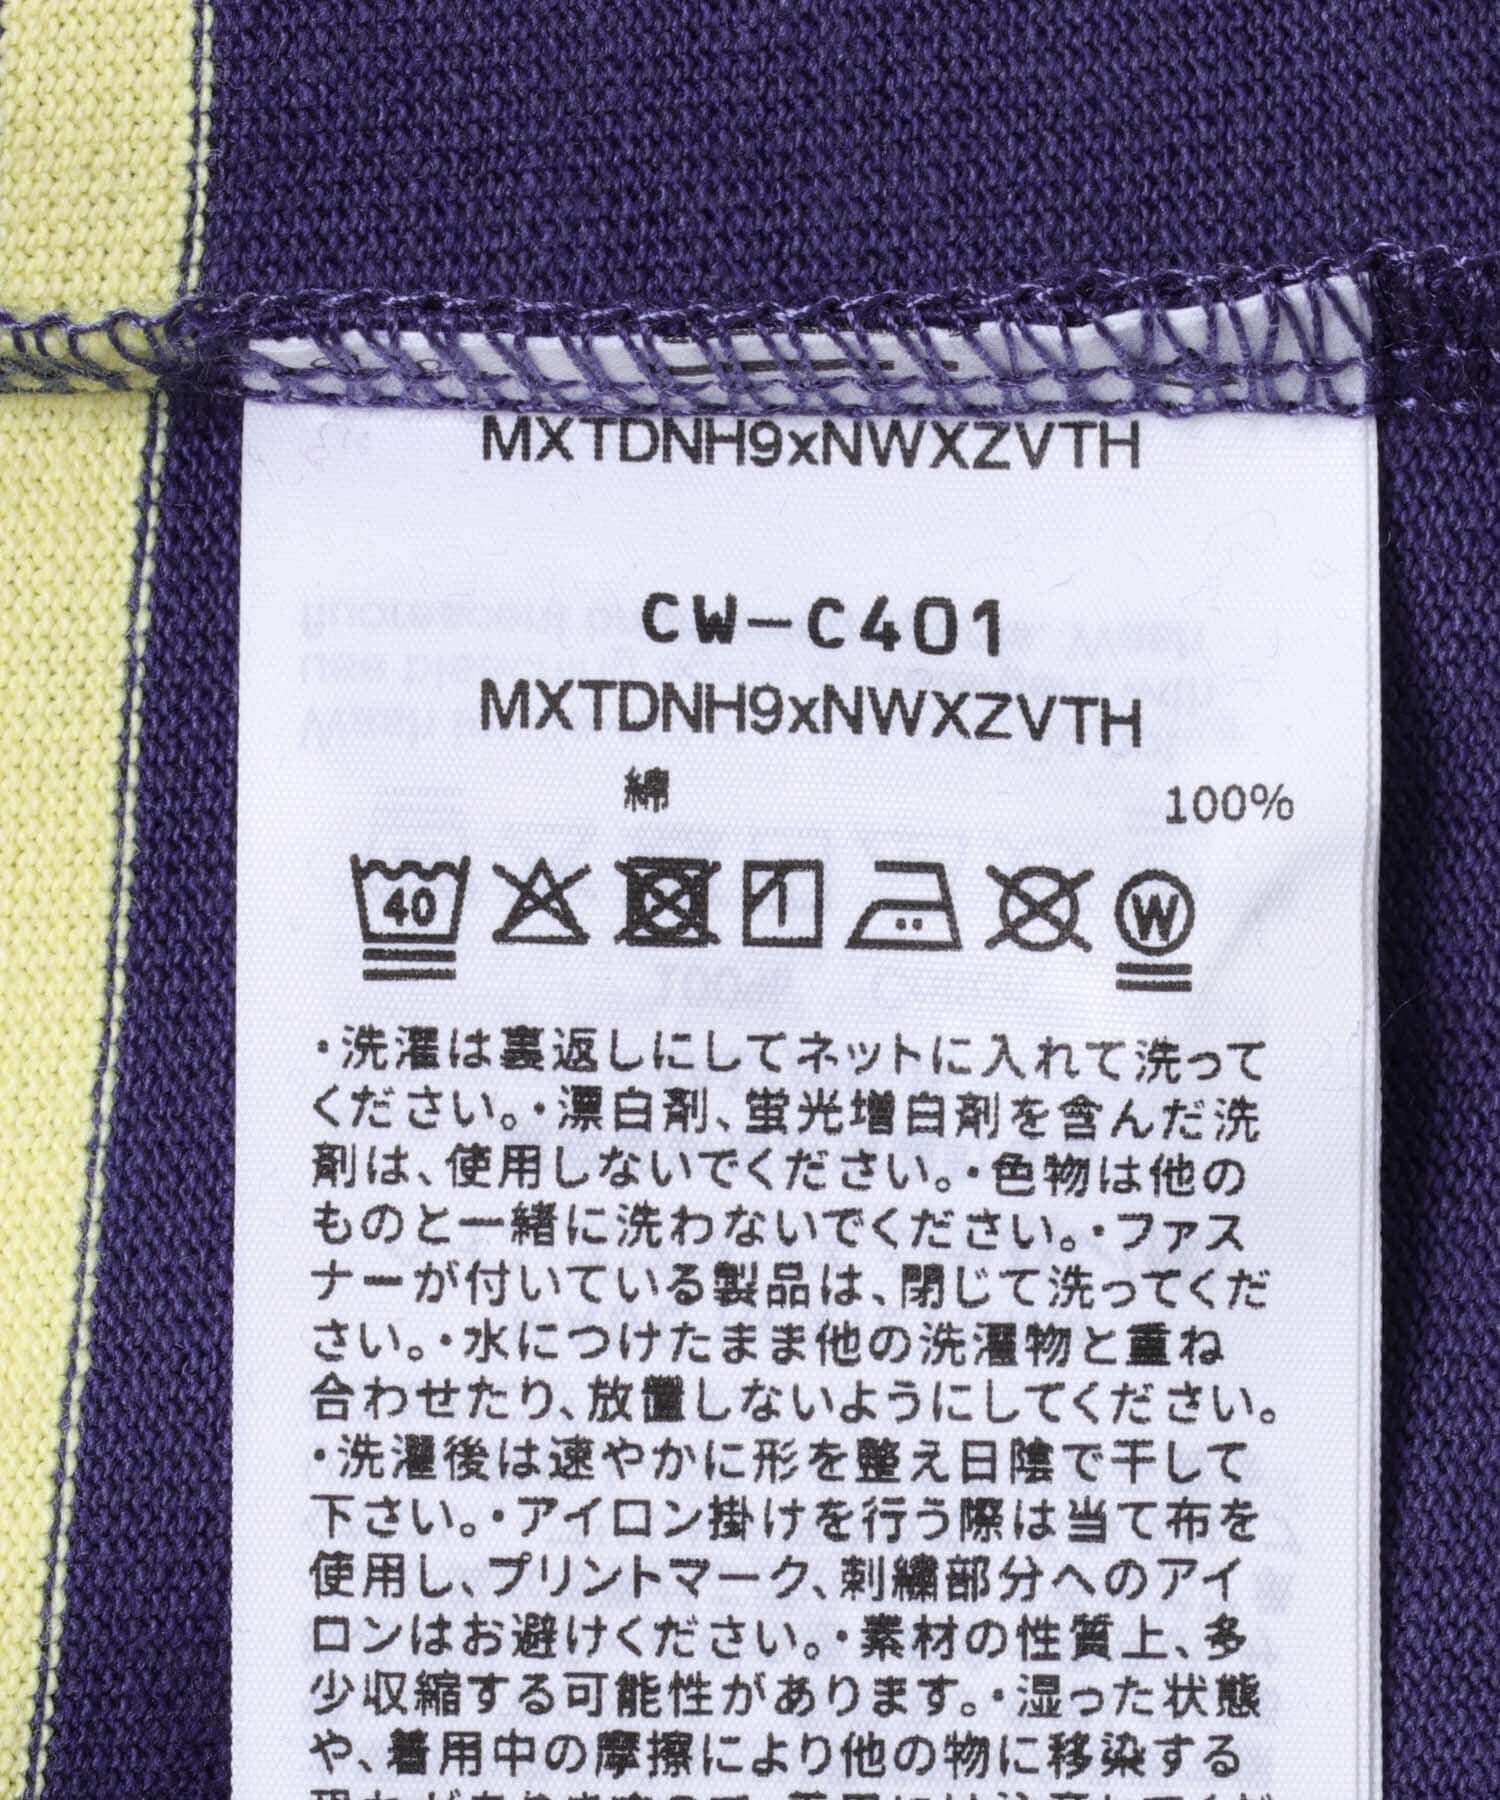 MXTDNH9xNWXZVTH
CW-C401
MXTDNH9xNWXZVTH
綿 100%
40 W
・洗濯は裏返しにしてネットに入れて洗って
ください。・漂白剤、蛍光増白剤を含んだ洗
剤は、使用しないでください。・色物は他の
ものと一緒に洗わないでください。・ファス
ナーが付いている製品は、閉じて洗ってくだ
さい。・水につけたまま他の洗濯物と重ね
合わせたり、放置しないようにしてください。
・洗濯後は速やかに形を整え日陰で干して
下さい。・アイロン掛けを行う際は当て布を
使用し、プリントマーク、刺繍部分へのアイ
ロンはお避けください。・素材の性質上、多
少収縮する可能性があります。・湿った状態
や、着用中の摩擦により他の物に移染する